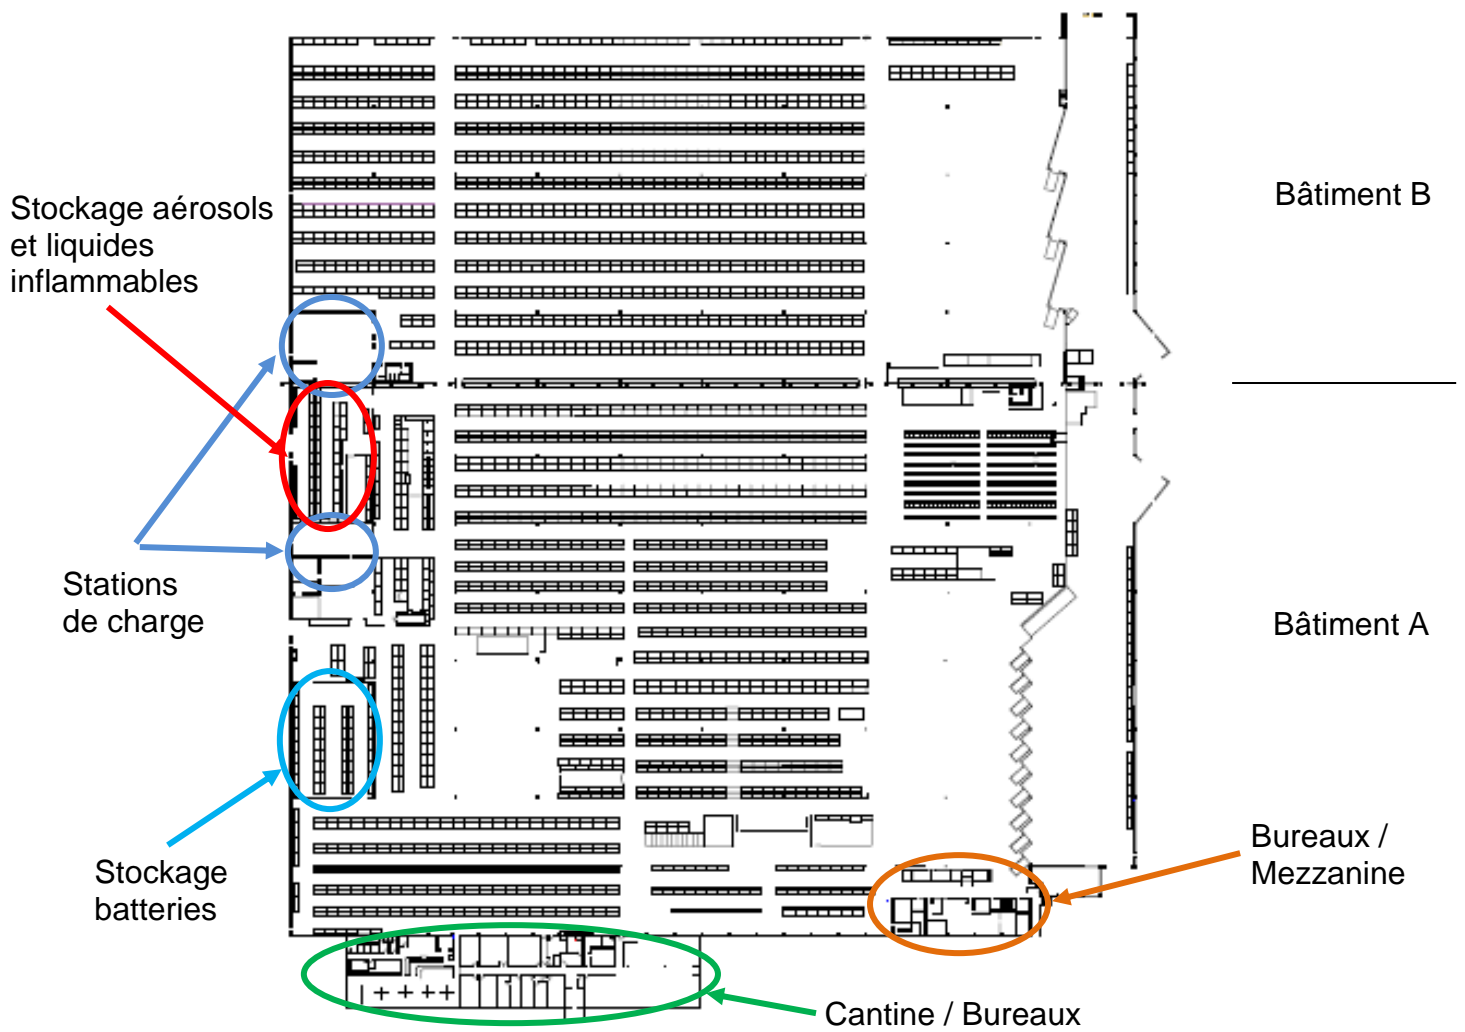 Bâtiment B
Stockage aérosols
et liquides
inflammables
Stations
de charge
Bâtiment A
Stockage
batteries
Bureaux /
Mezzanine
Cantine / Bureaux